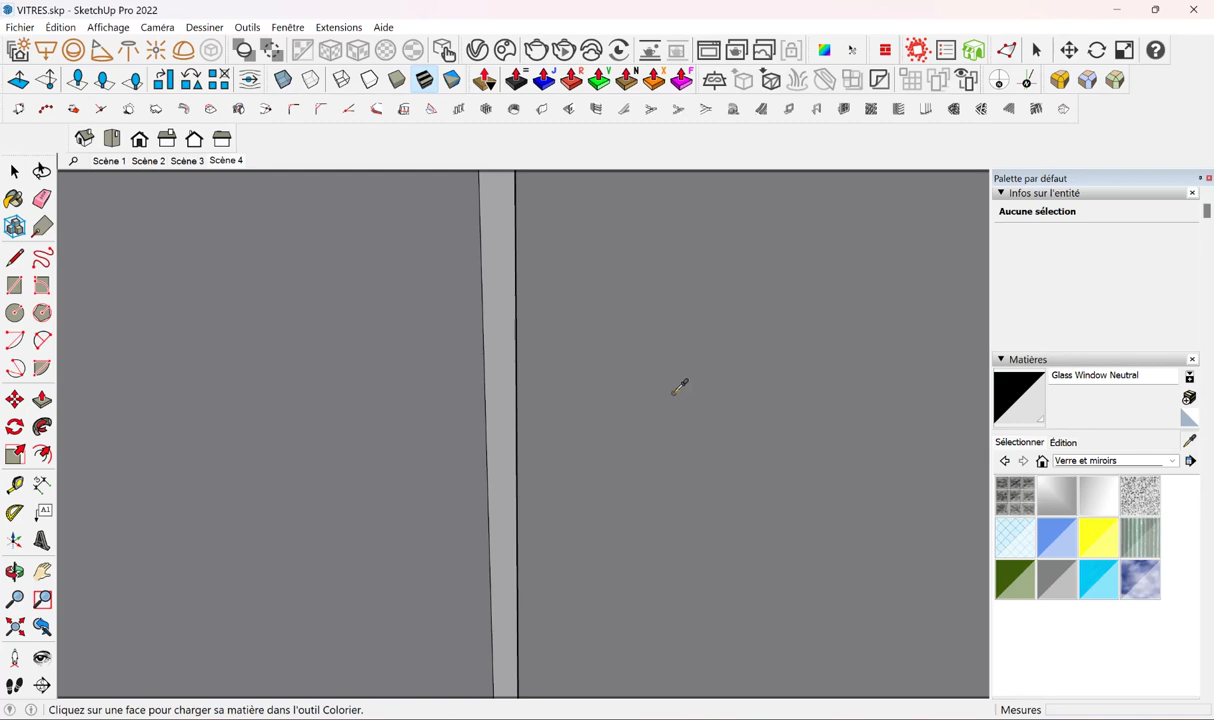 VITRES.skp - SketchUp Pro 2022
Fichier Édition Affichage Caméra Dessiner Outils Fenêtre Extensions Aide
= J R V N X F
Scène 1 Scène 2 Scène 3 Scène 4
Palette par défaut
Infos sur l'entité
Aucune sélection
Matières
Glass Window Neutral
Sélectionner Édition
Verre et miroirs
A1
Cliquez sur une face pour charger sa matière dans l'outil Colorier.
Mesures